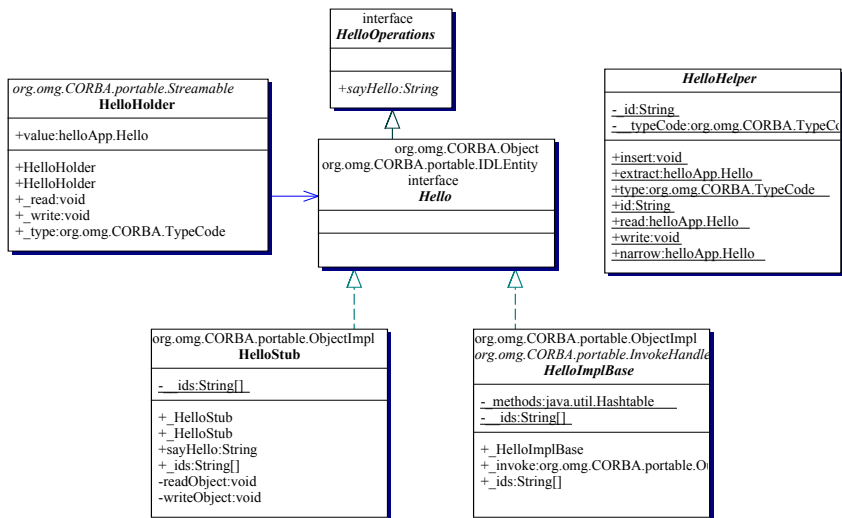 interface
HelloOperations
+sayHello:String
org.omg.CORBA.portable.Streamable
HelloHolder
+value:helloApp.Hello
+HelloHolder
+HelloHolder
+_read:void
+_write:void
+_type:org.omg.CORBA.TypeCode
org.omg.CORBA.Object
org.omg.CORBA.portable.IDLEntity
interface
Hello
HelloHelper
-_id:String
-__typeCode:org.omg.CORBA.TypeCo
+insert:void
+extract:helloApp.Hello
+type:org.omg.CORBA.TypeCode
+id:String
+read:helloApp.Hello
+write:void
+narrow:helloApp.Hello
org.omg.CORBA.portable.ObjectImpl
HelloStub
-__ids:String[]
+_HelloStub
+_HelloStub
+sayHello:String
+_ids:String[]
-readObject:void
-writeObject:void
org.omg.CORBA.portable.ObjectImpl
org.omg.CORBA.portable.InvokeHandle
HelloImplBase
-_methods:java.util.Hashtable
-__ids:String[]
+_HelloImplBase
+_invoke:org.omg.CORBA.portable.Ou
+_ids:String[]